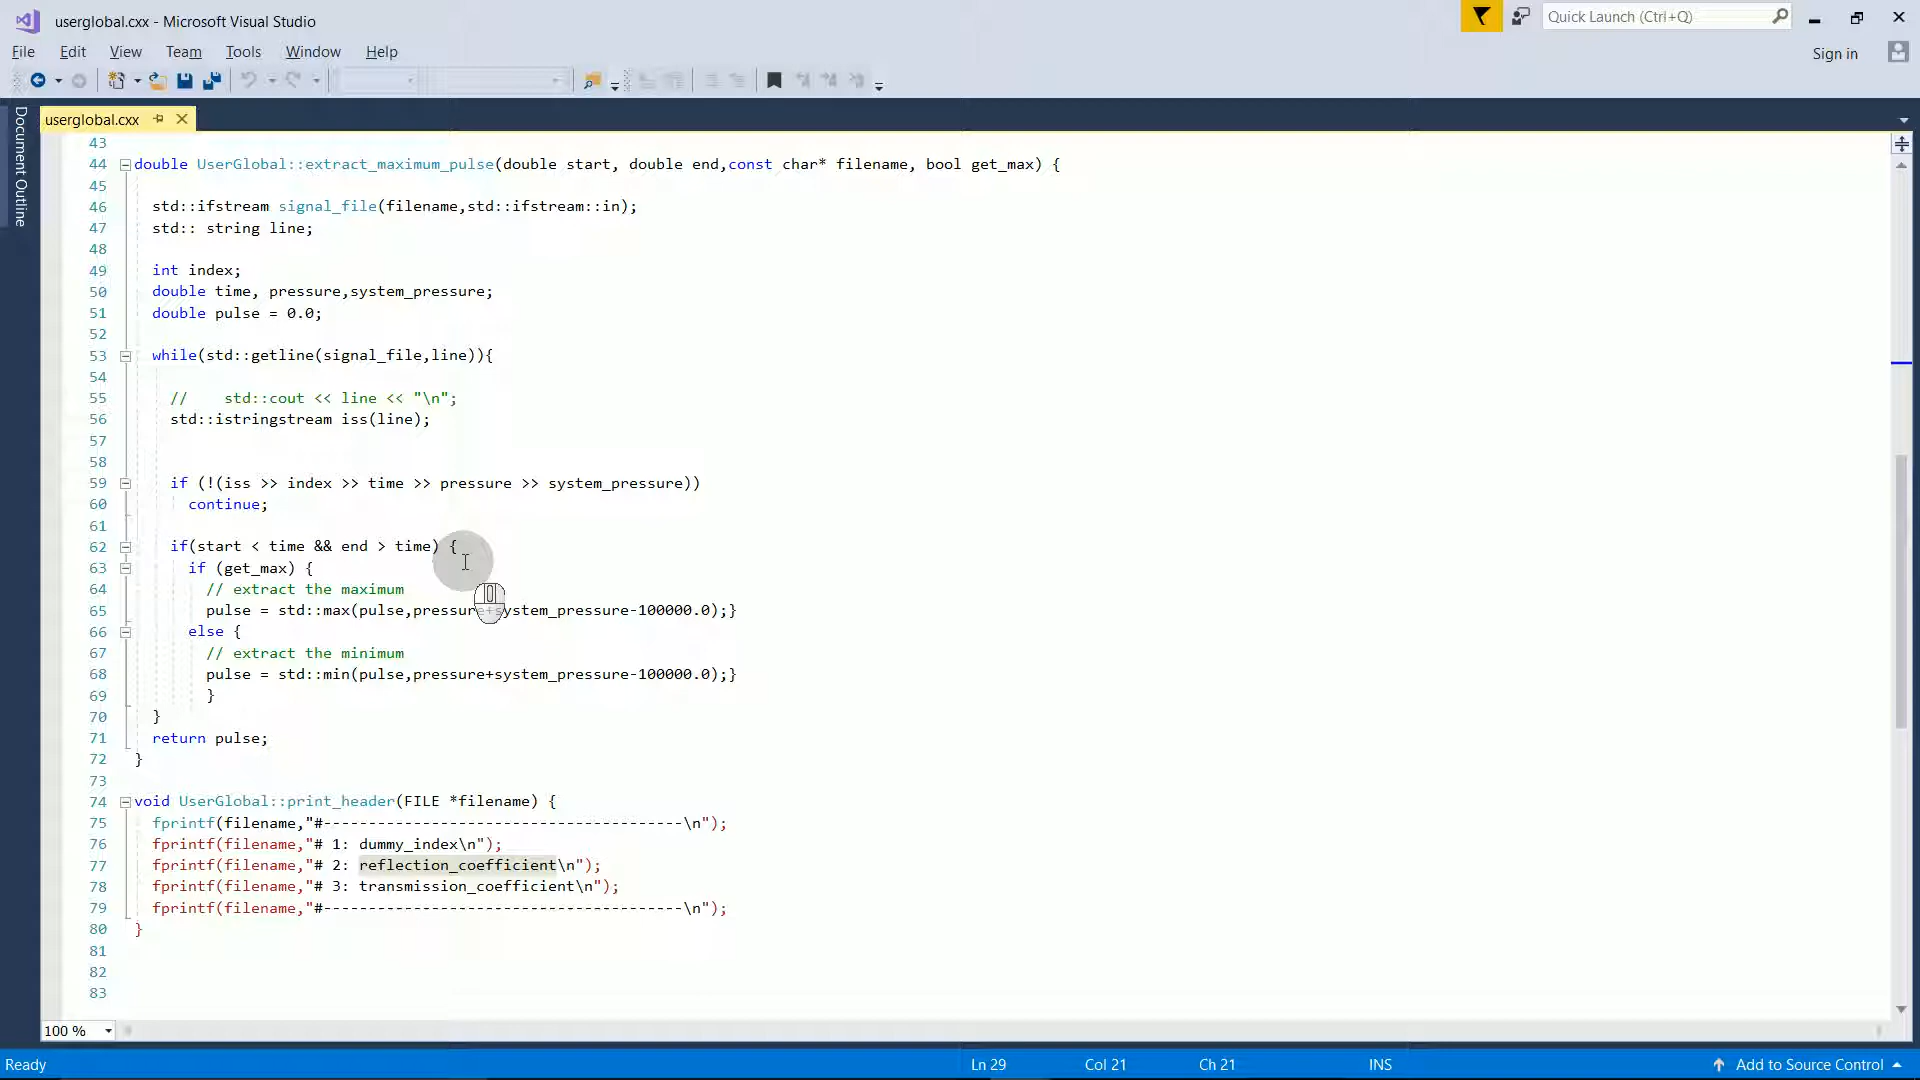 userglobal.cxx - Microsoft Visual Studio
Quick Launch (Ctrl+Q)
File Edit View Team Tools Window Help
Sign in
Document Outline
userglobal.cxx
43
44 double UserGlobal::extract_maximum_pulse(double start, double end,const char* filename, bool get_max) {
45
46 std::ifstream signal_file(filename,std::ifstream::in);
47 std:: string line;
48
49 int index;
50 double time, pressure,system_pressure;
51 double pulse = 0.0;
52
53 while(std::getline(signal_file,line)){
54
55 //    std::cout << line << "\n";
56 std::istringstream iss(line);
57
58
59 if (!(iss >> index >> time >> pressure >> system_pressure))
60 continue;
61
62 if(start < time && end > time) {
63 if (get_max) {
64 // extract the maximum
65 pulse = std::max(pulse,pressure+system_pressure-100000.0);}
66 else {
67 // extract the minimum
68 pulse = std::min(pulse,pressure+system_pressure-100000.0);}
69 }
70 }
71 return pulse;
72 }
73
74 void UserGlobal::print_header(FILE *filename) {
75 fprintf(filename,"#----------------------------------------\n");
76 fprintf(filename,"# 1: dummy_index\n");
77 fprintf(filename,"# 2: reflection_coefficient\n");
78 fprintf(filename,"# 3: transmission_coefficient\n");
79 fprintf(filename,"#----------------------------------------\n");
80 }
81
82
83
100 %
Ready Ln 29 Col 21 Ch 21 INS Add to Source Control